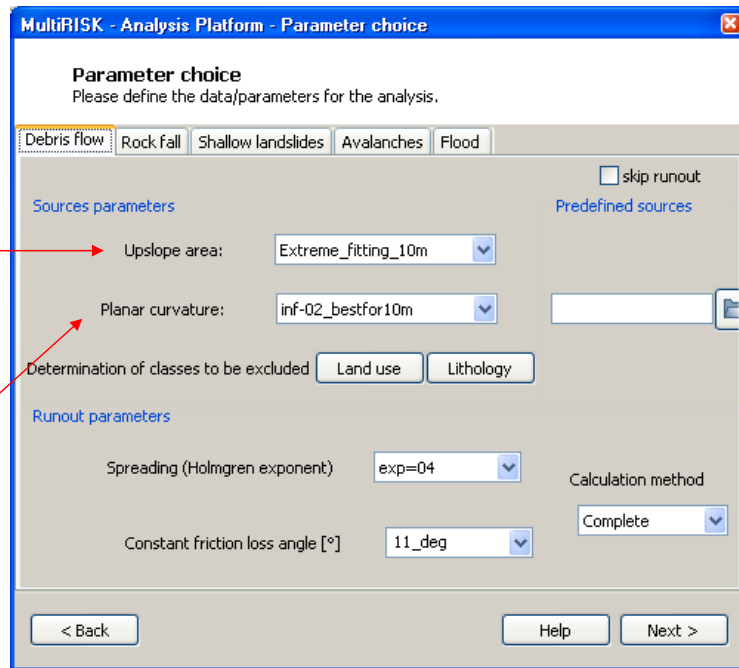 MultiRISK - Analysis Platform - Parameter choice
Parameter choice
Please define the data/parameters for the analysis.
Debris flow Rock fall Shallow landslides Avalanches Flood
skip runout
Sources parameters Predefined sources
Upslope area: Extreme_fitting_10m
Planar curvature: inf-02_bestfor10m
Determination of classes to be excluded Land use Lithology
Runout parameters
Spreading (Holmgren exponent) exp=04
Calculation method
Complete
Constant friction loss angle [°] 11_deg
< Back Help Next >